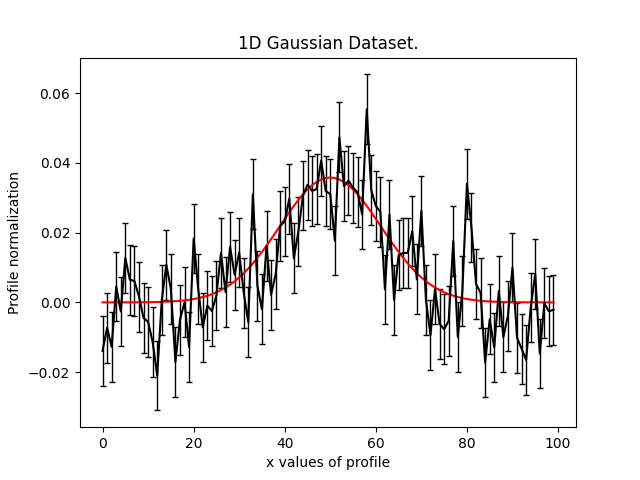 1D Gaussian Dataset.
0.06
0.04
0.02
0.00
−0.02
Profile normalization
0 20 40 60 80 100
x values of profile